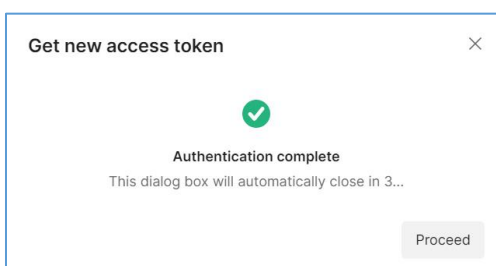 Get new access token
Authentication complete
This dialog box will automatically close in 3...
Proceed